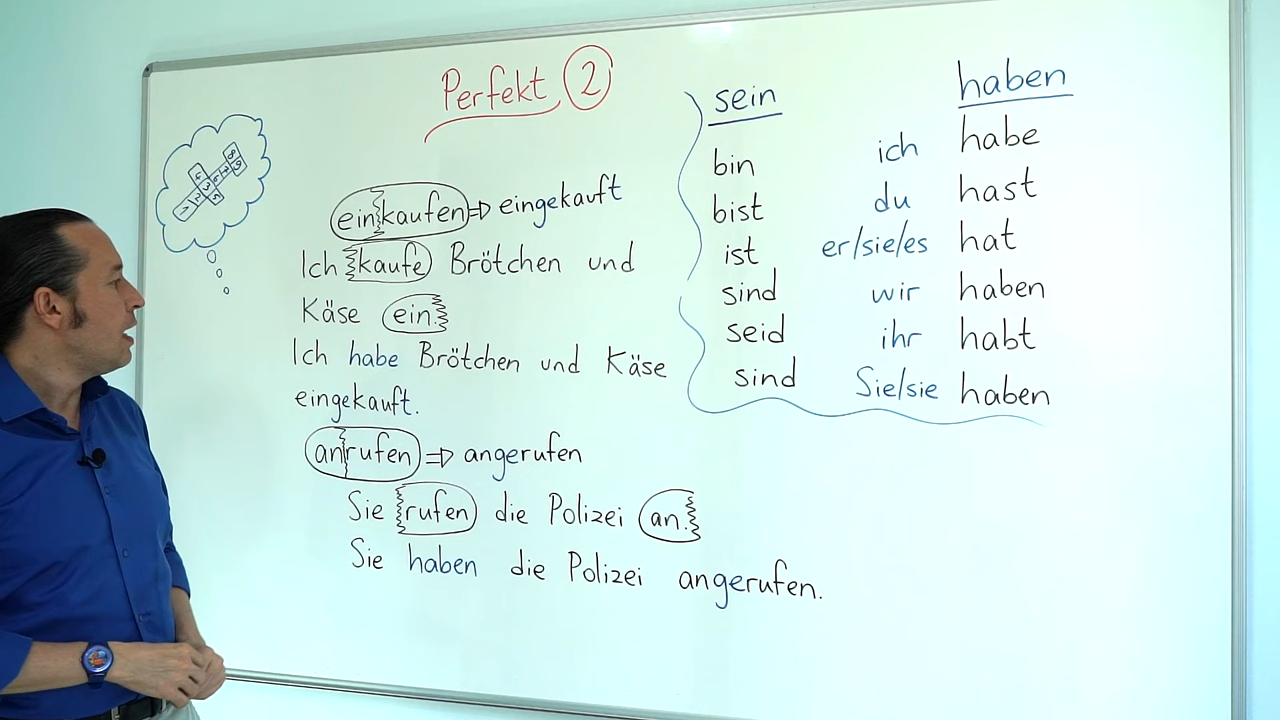 Perfekt 2
einkaufen ⇒ eingekauft
Ich kaufe Brötchen und
Käse ein.
Ich habe Brötchen und Käse
eingekauft.
anrufen ⇒ angerufen
Sie rufen die Polizei an.
Sie haben die Polizei angerufen.
sein haben
bin ich habe
bist du hast
ist er/sie/es hat
sind wir haben
seid ihr habt
sind Sie/sie haben